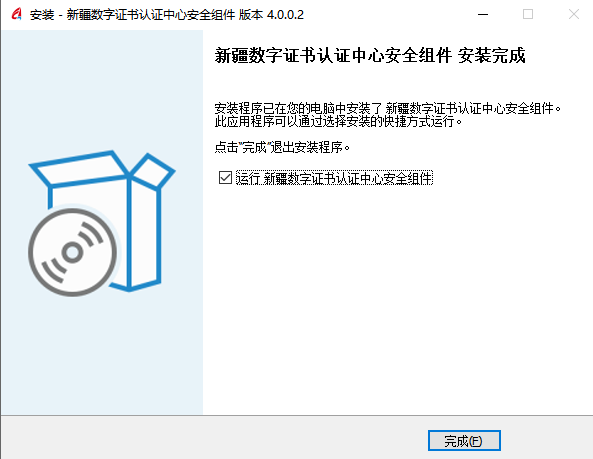 安装 - 新疆数字证书认证中心安全组件 版本 4.0.0.2
新疆数字证书认证中心安全组件 安装完成
安装程序已在您的电脑中安装了 新疆数字证书认证中心安全组件。
此应用程序可以通过选择安装的快捷方式运行。
点击"完成"退出安装程序。
运行 新疆数字证书认证中心安全组件
完成(F)